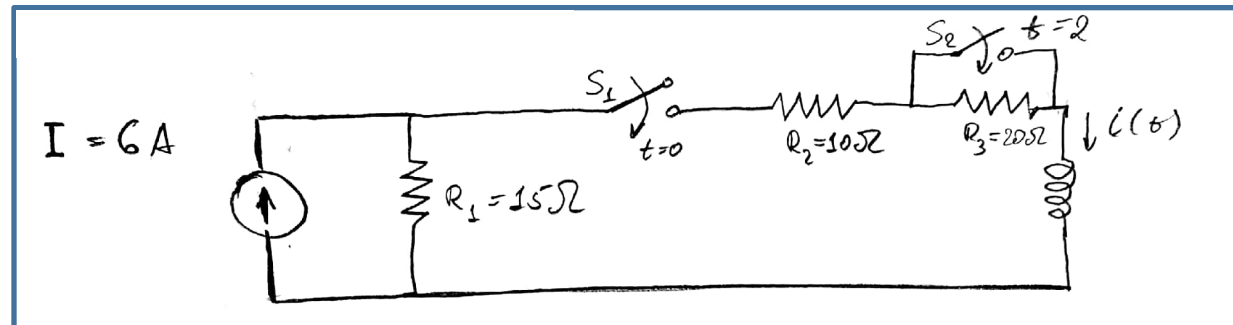 S₂
t=2
S₁
I = 6A
t=0
R₂=10Ω
R₃=20Ω
i(t)
R₁=15Ω